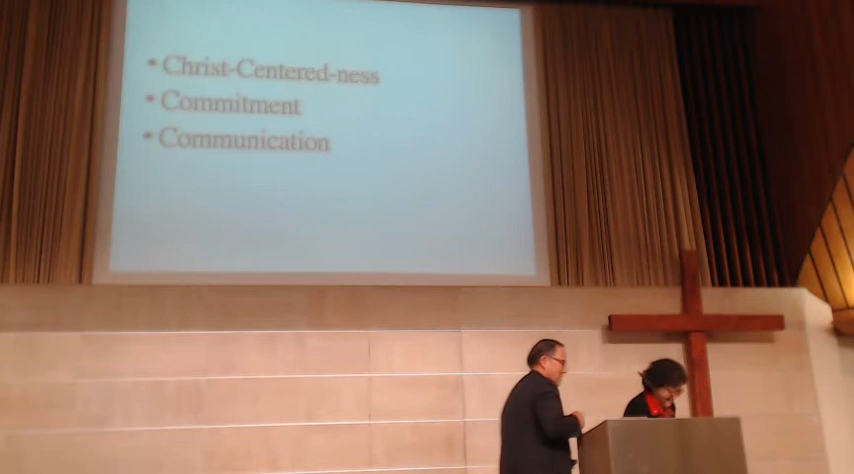 • Christ-Centered-ness
• Commitment
• Communication